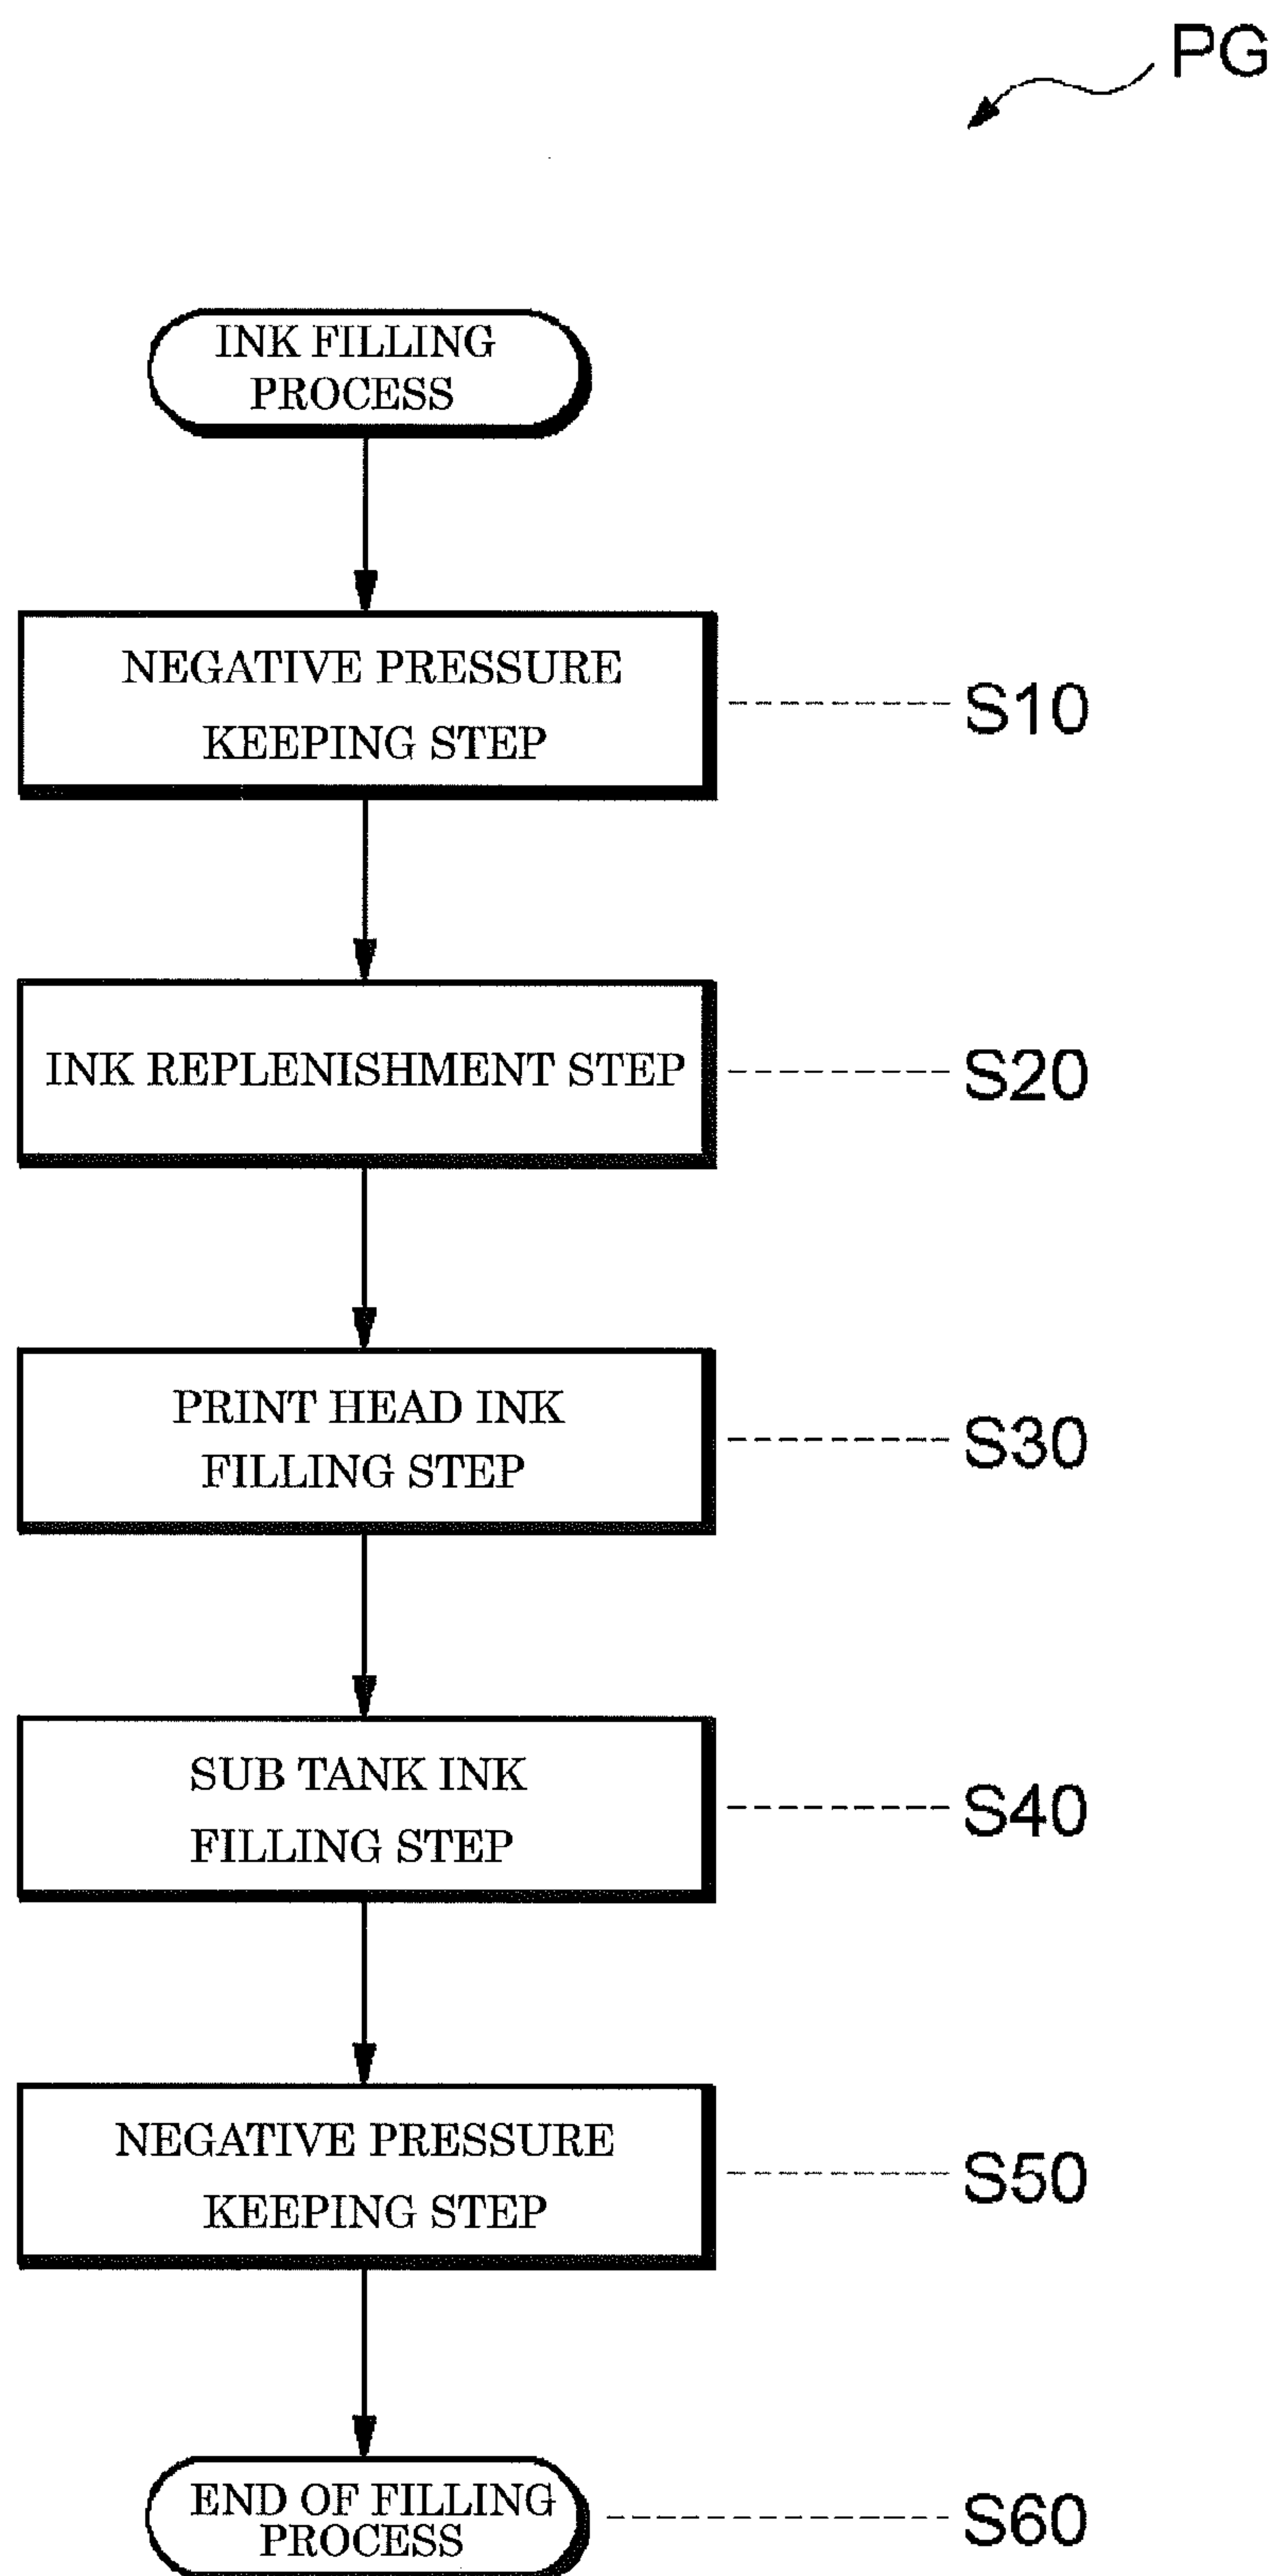 PG
INK FILLING
PROCESS
NEGATIVE PRESSURE
KEEPING STEP
S10
INK REPLENISHMENT STEP
S20
PRINT HEAD INK
FILLING STEP
S30
SUB TANK INK
FILLING STEP
S40
NEGATIVE PRESSURE
KEEPING STEP
S50
END OF FILLING
PROCESS
S60